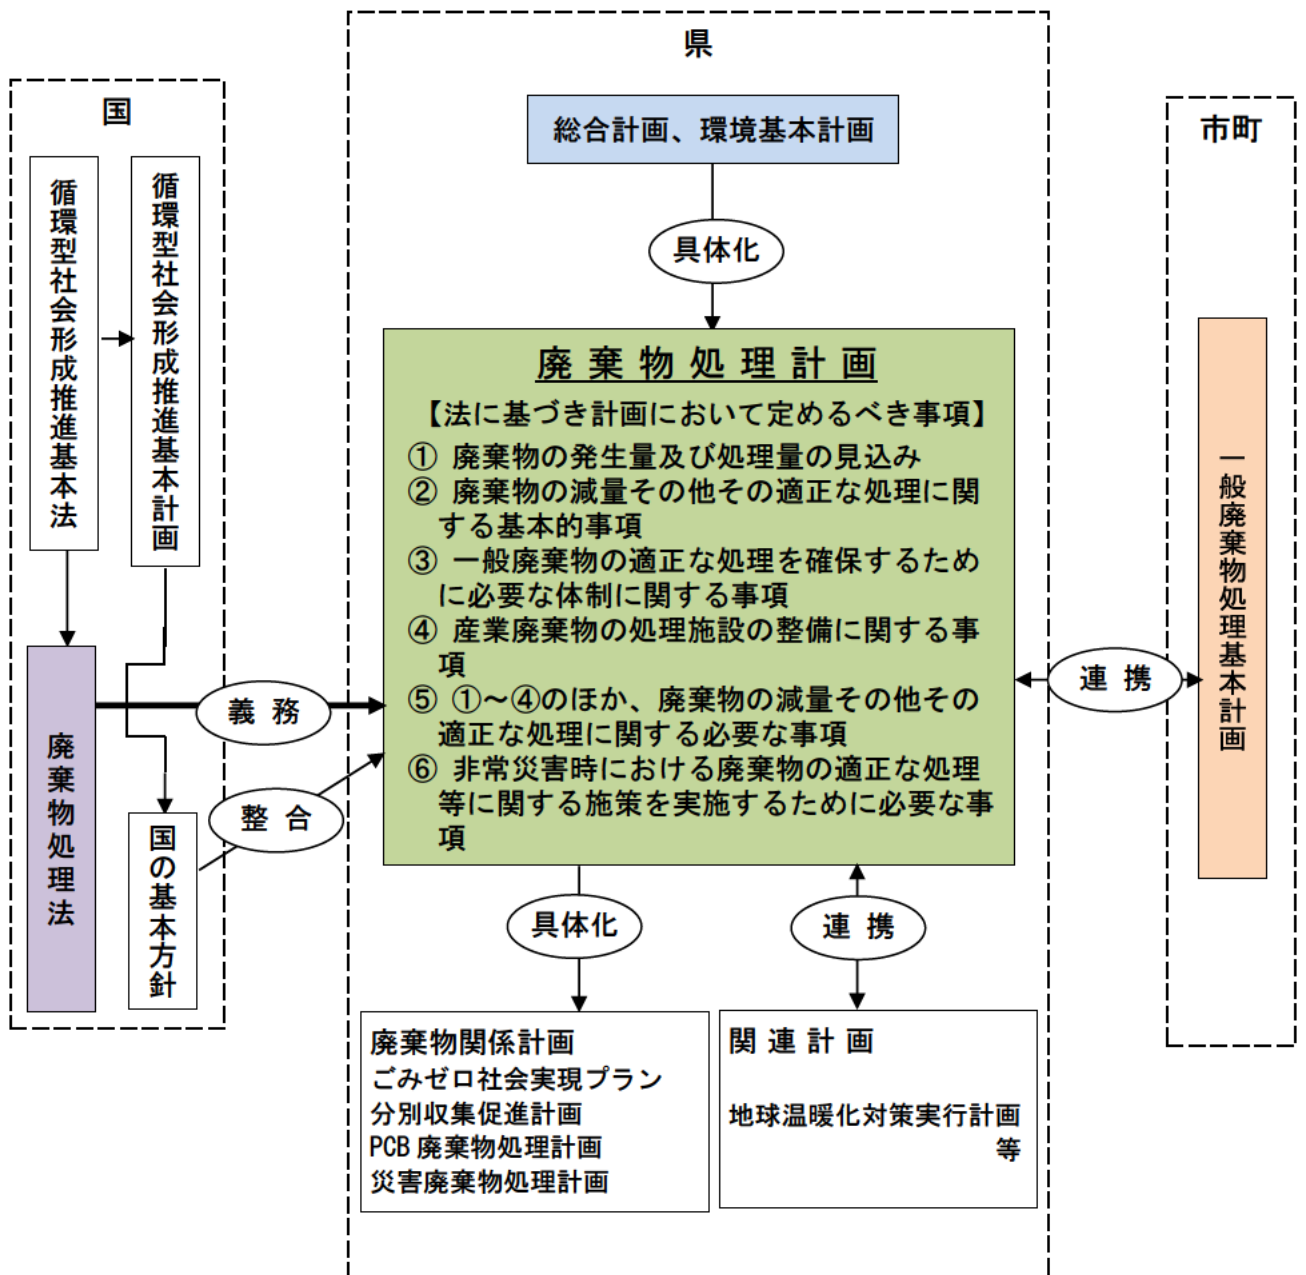 県
国
市町
総合計画、環境基本計画
具体化
循環型社会形成推進基本法
循環型社会形成推進基本計画
廃棄物処理計画
【法に基づき計画において定めるべき事項】
① 廃棄物の発生量及び処理量の見込み
② 廃棄物の減量その他その適正な処理に関
する基本的事項
③ 一般廃棄物の適正な処理を確保するため
に必要な体制に関する事項
④ 産業廃棄物の処理施設の整備に関する事
項
⑤ ①～④のほか、廃棄物の減量その他その
適正な処理に関する必要な事項
⑥ 非常災害時における廃棄物の適正な処理
等に関する施策を実施するために必要な事
項
一般廃棄物処理基本計画
連携
義務
整合
廃棄物処理法
国の基本方針
具体化
連携
廃棄物関係計画
ごみゼロ社会実現プラン
分別収集促進計画
PCB 廃棄物処理計画
災害廃棄物処理計画
関連計画
地球温暖化対策実行計画
等